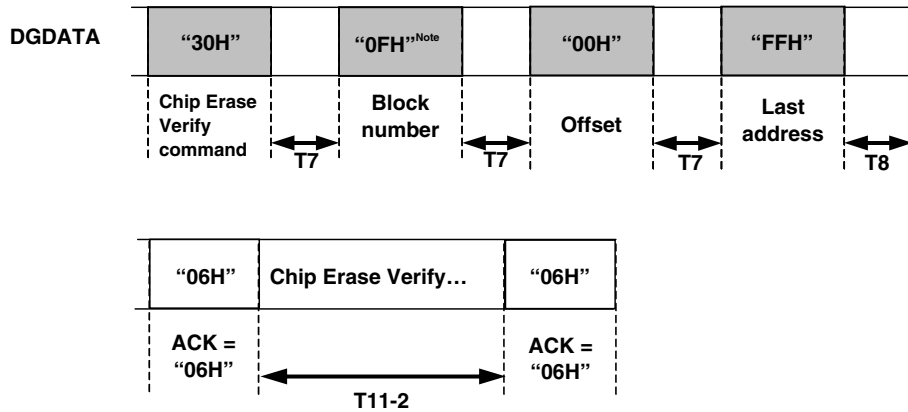 DGDATA
“30H” “0FH”Note “00H” “FFH”
Chip Erase
Verify
command
Block
number
Offset
Last
address
T7 T7 T7 T8
“06H” Chip Erase Verify… “06H”
ACK =
“06H”
ACK =
“06H”
T11-2